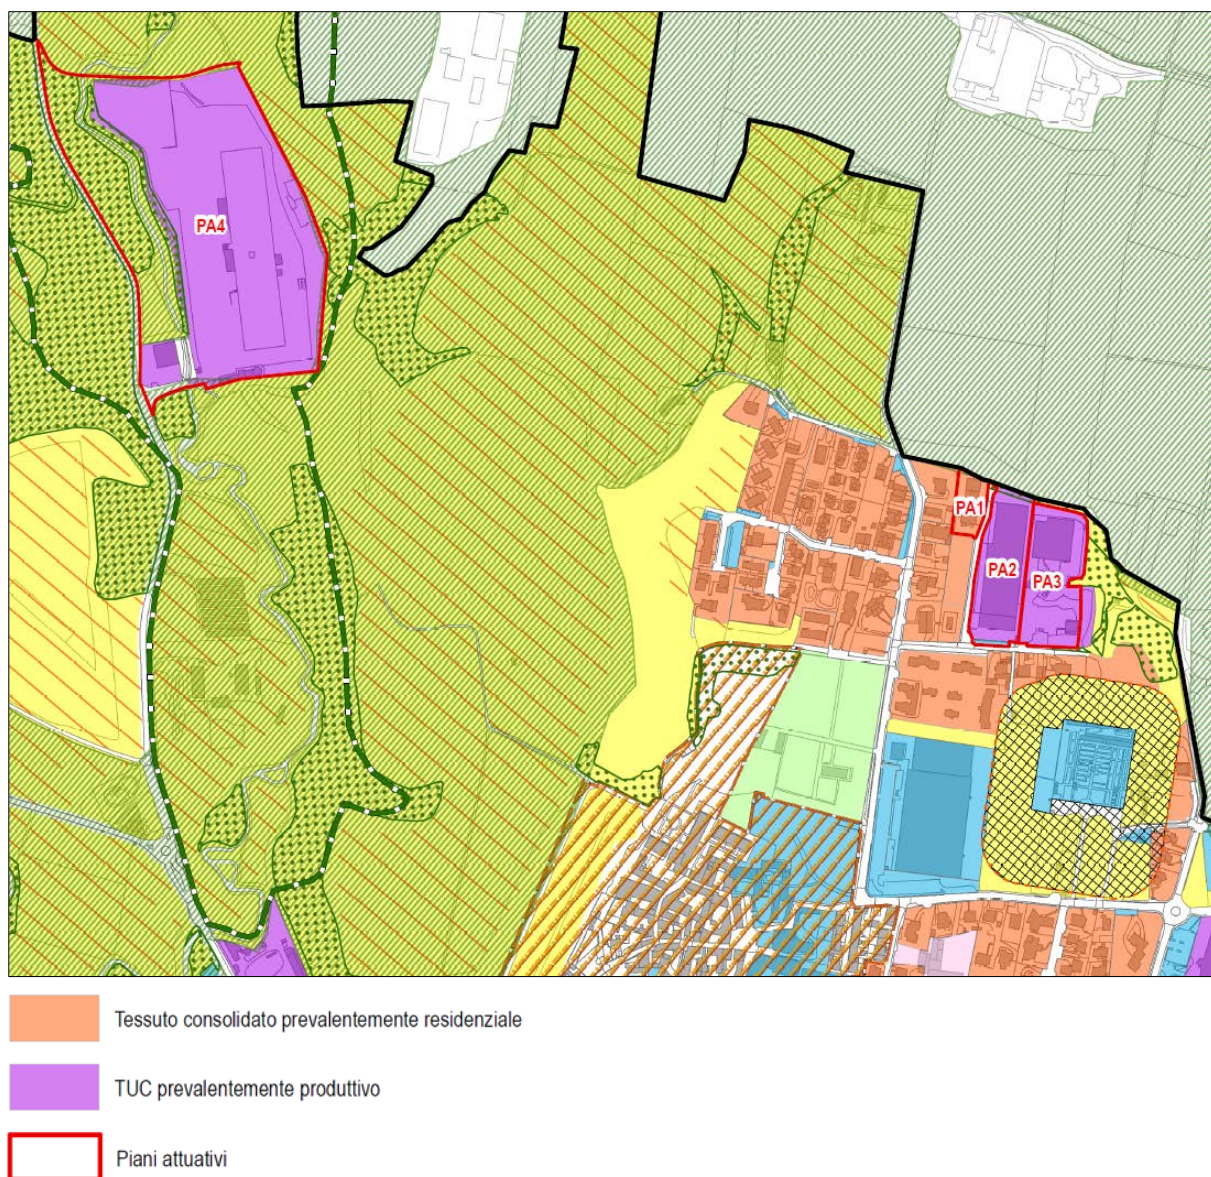 PA4
PA1
PA2
PA3
Tessuto consolidato prevalentemente residenziale
TUC prevalentemente produttivo
Piani attuativi